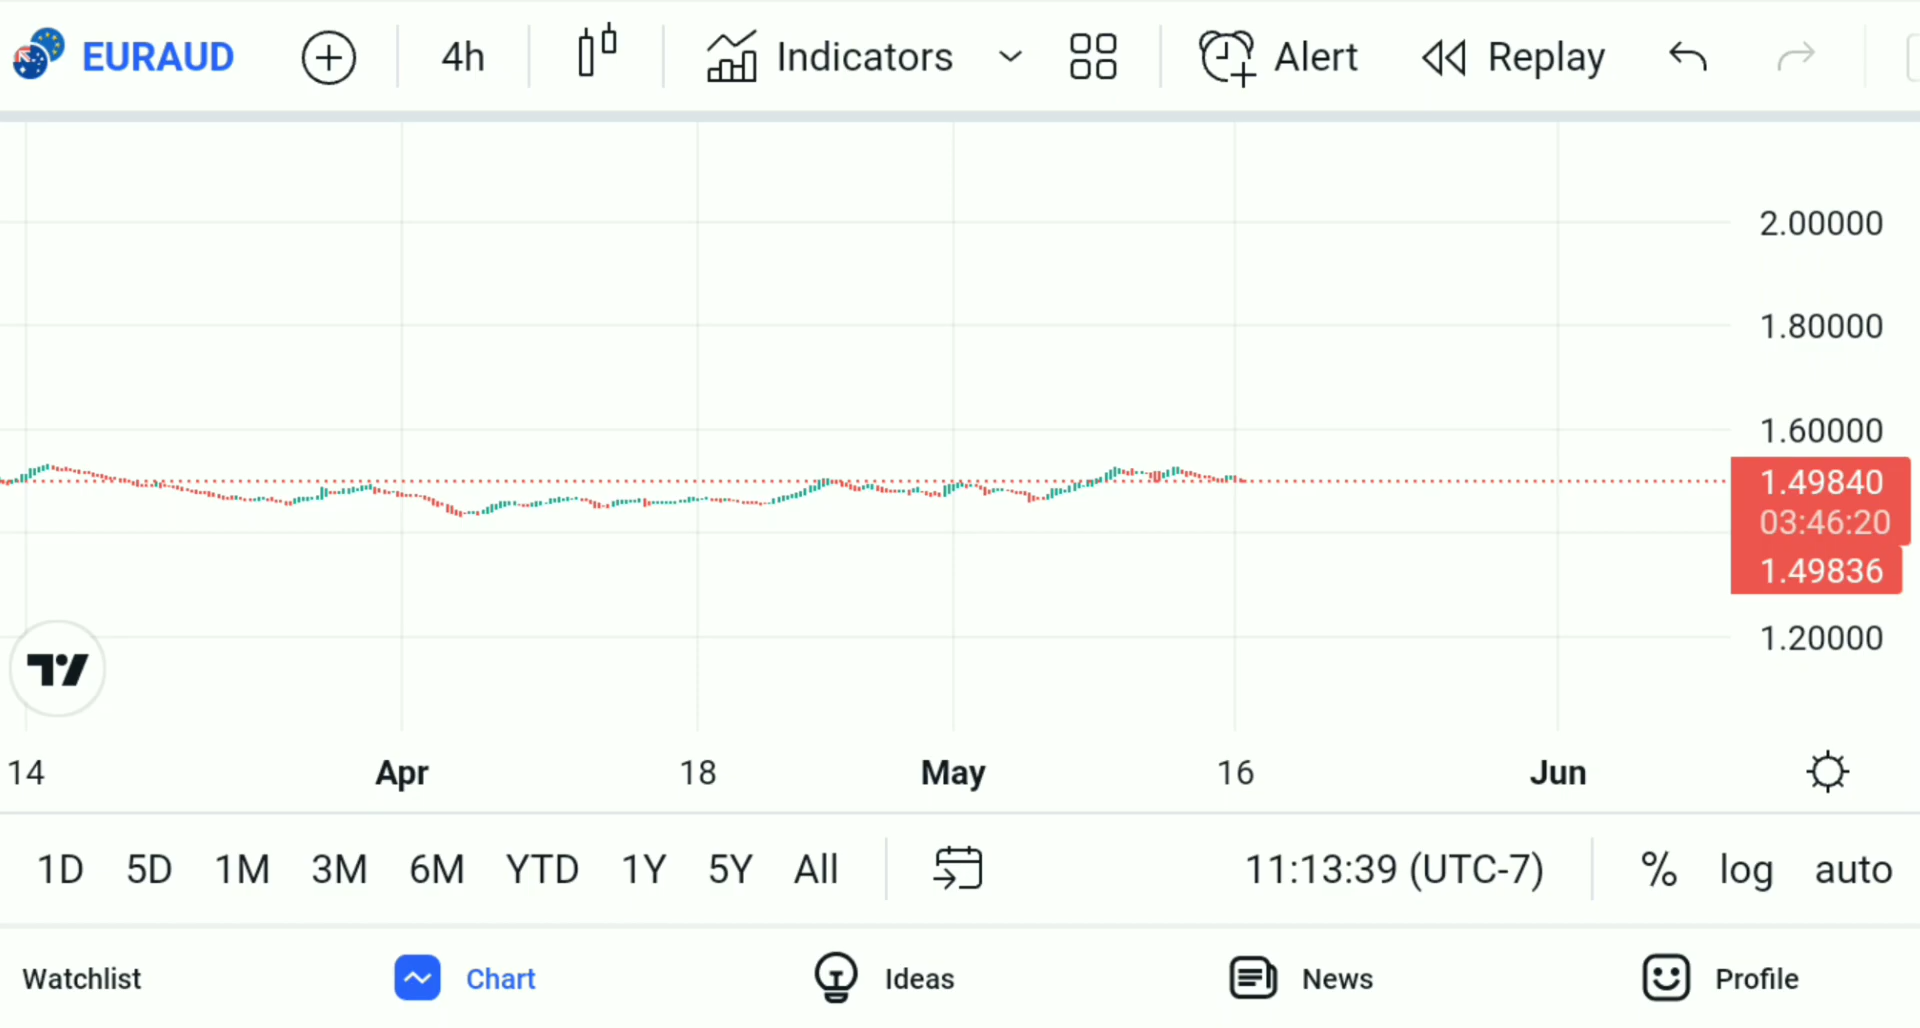 EURAUD 4h Indicators Alert Replay
2.00000
1.80000
1.60000
1.49840
03:46:20
1.49836
1.20000
14 Apr 18 May 16 Jun
1D 5D 1M 3M 6M YTD 1Y 5Y All 11:13:39 (UTC-7) % log auto
Watchlist Chart Ideas News Profile